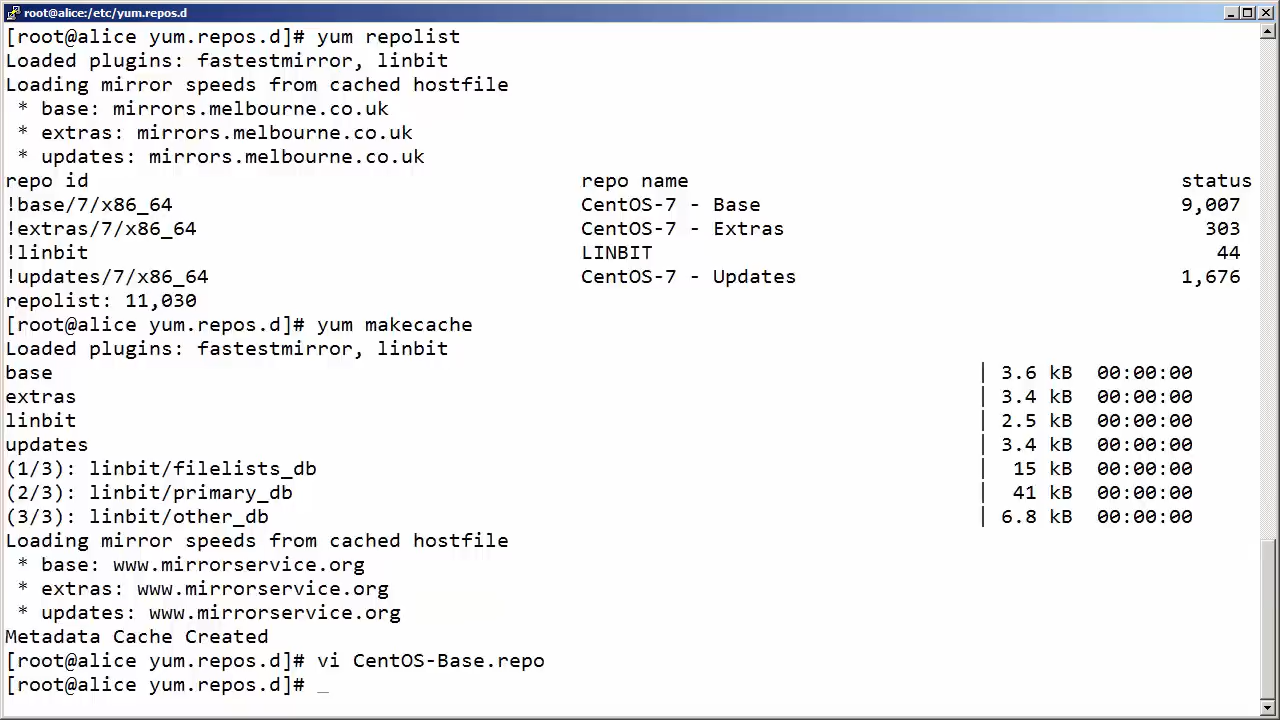 root@alice:/etc/yum.repos.d
[root@alice yum.repos.d]# yum repolist
Loaded plugins: fastestmirror, linbit
Loading mirror speeds from cached hostfile
 * base: mirrors.melbourne.co.uk
 * extras: mirrors.melbourne.co.uk
 * updates: mirrors.melbourne.co.uk
repo id repo name status
!base/7/x86_64 CentOS-7 - Base 9,007
!extras/7/x86_64 CentOS-7 - Extras 303
!linbit LINBIT 44
!updates/7/x86_64 CentOS-7 - Updates 1,676
repolist: 11,030
[root@alice yum.repos.d]# yum makecache
Loaded plugins: fastestmirror, linbit
base | 3.6 kB 00:00:00
extras | 3.4 kB 00:00:00
linbit | 2.5 kB 00:00:00
updates | 3.4 kB 00:00:00
(1/3): linbit/filelists_db | 15 kB 00:00:00
(2/3): linbit/primary_db | 41 kB 00:00:00
(3/3): linbit/other_db | 6.8 kB 00:00:00
Loading mirror speeds from cached hostfile
 * base: www.mirrorservice.org
 * extras: www.mirrorservice.org
 * updates: www.mirrorservice.org
Metadata Cache Created
[root@alice yum.repos.d]# vi CentOS-Base.repo
[root@alice yum.repos.d]# _